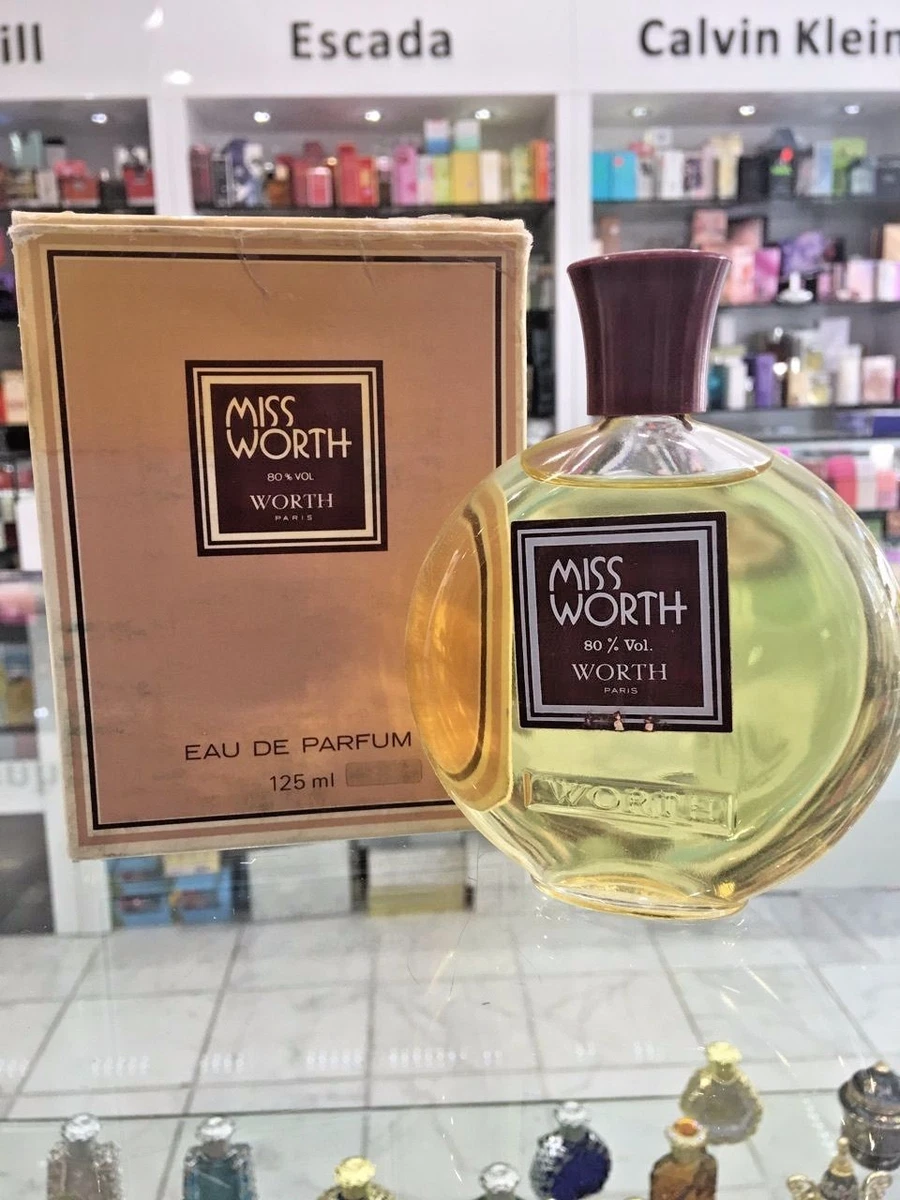 ill
Escada
Calvin Klein
MISS
WORTH
80% VOL
WORTH
PARIS
EAU DE PARFUM
125 ml
MISS
WORTH
80% Vol.
WORTH
PARIS
WORTH